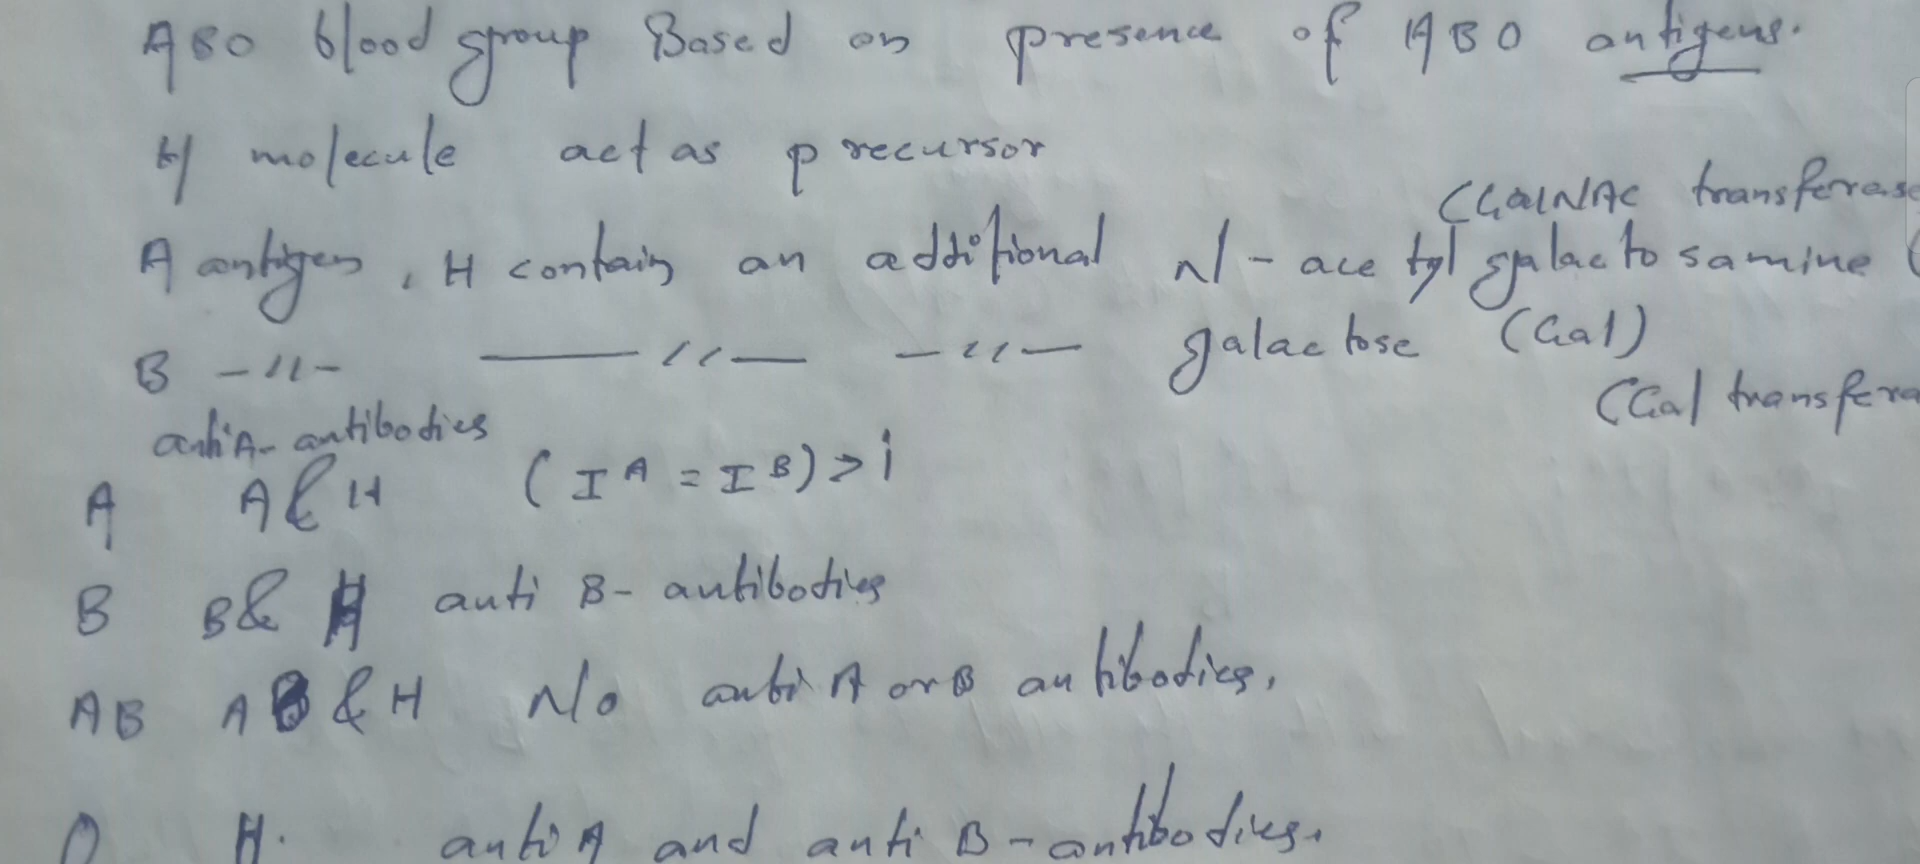 ABO blood group Based on presence of ABO antigens.
H molecule act as precursor
(GalNAc transferase
A antigen, H contain an additional N-acetyl galactosamine (
B -11- —11— -11- galactose (Gal)
(Gal transfera
anti A- antibodies
A A & H (I^A = I^B) > i
B B & H anti B- antibodies
AB AB & H No anti A or B antibodies.
O H. anti A and anti B- antibodies.